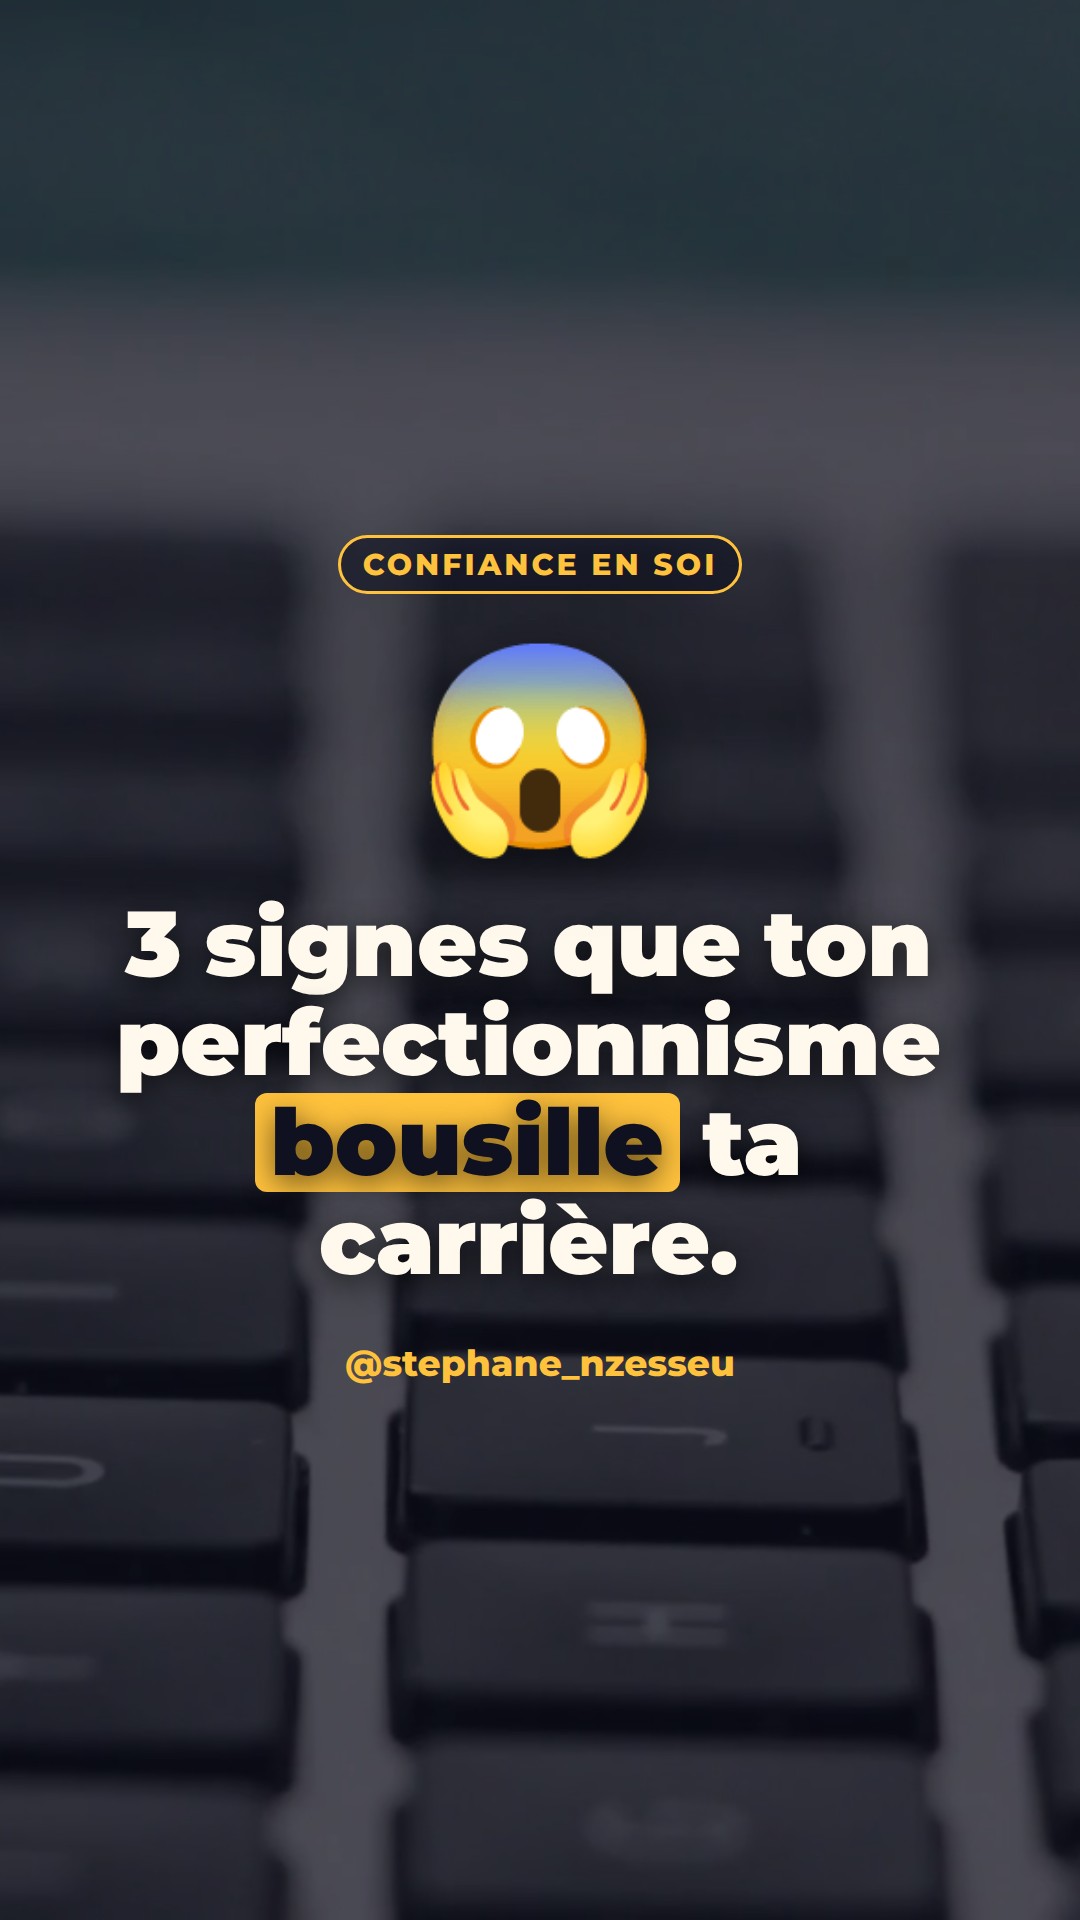 CONFIANCE EN SOI
3 signes que ton
perfectionnisme
bousille ta
carrière.
@stephane_nzesseu